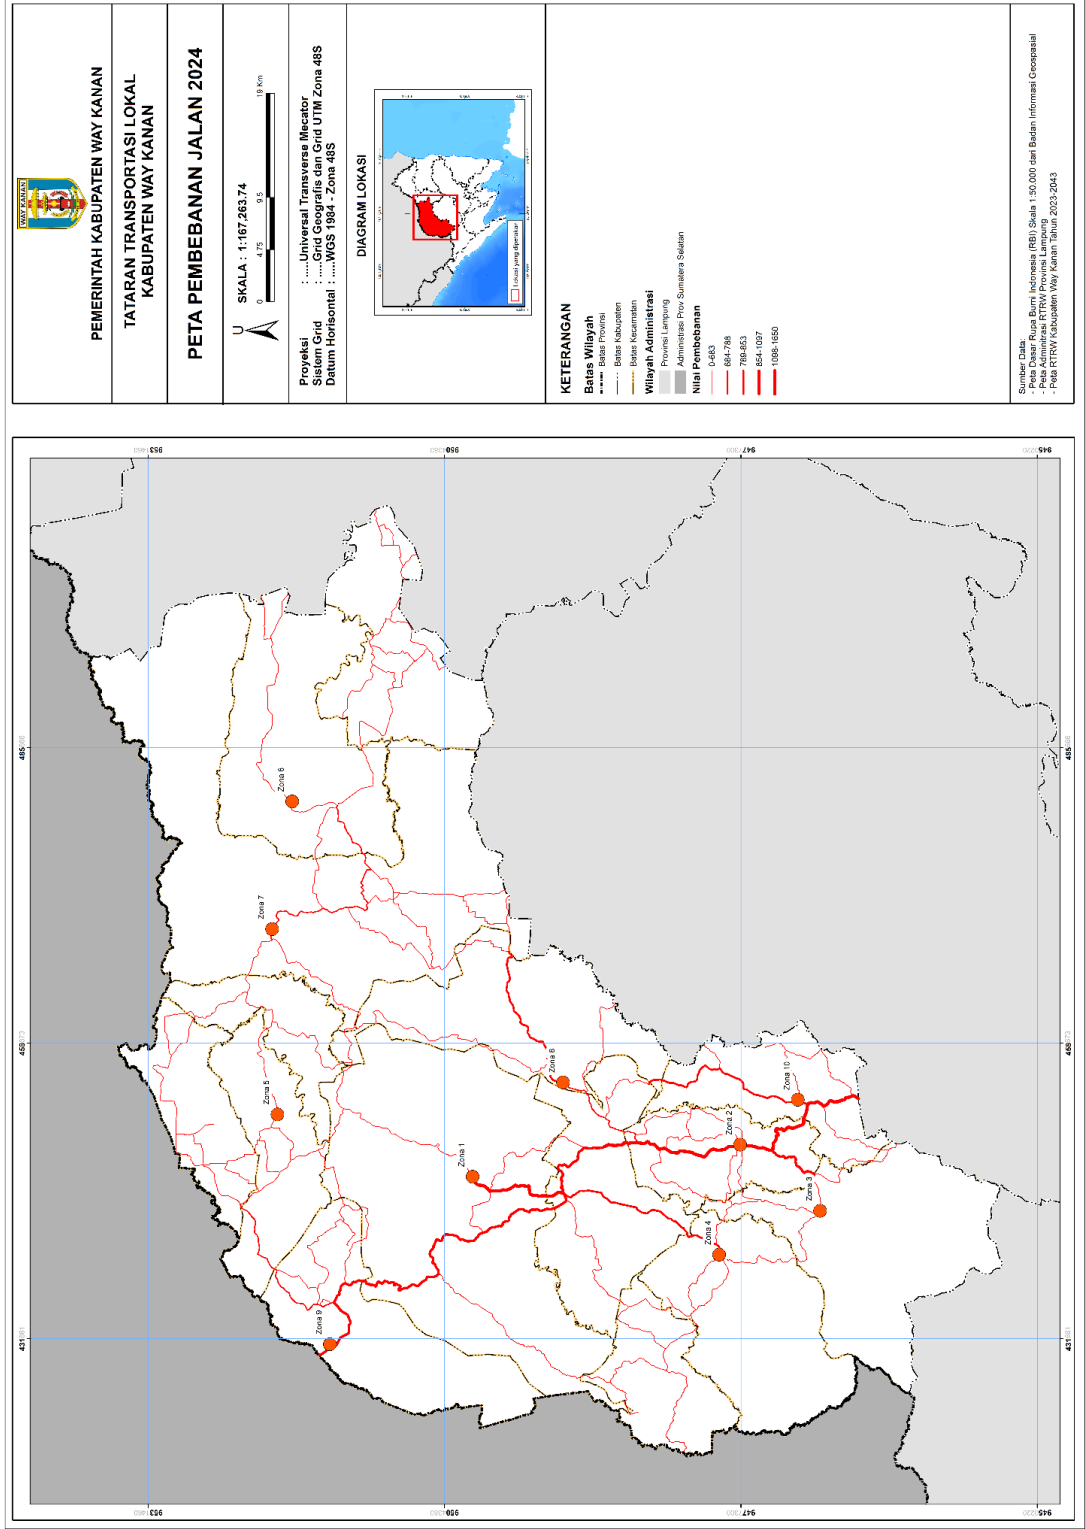 WAY KANAN
PEMERINTAH KABUPATEN WAY KANAN
TATARAN TRANSPORTASI LOKAL
KABUPATEN WAY KANAN
PETA PEMBEBANAN JALAN 2024
U
SKALA : 1:167,263.74
0 4.75 9.5 19 Km
Proyeksi : .....Universal Transverse Mecator
Sistem Grid : .....Grid Geografis dan Grid UTM Zona 48S
Datum Horisontal : .....WGS 1984 - Zona 48S
DIAGRAM LOKASI
Lokasi yang dipetakan
KETERANGAN
Batas Wilayah
Batas Provinsi
Batas Kabupaten
Batas Kecamatan
Wilayah Administrasi
Provinsi Lampung
Administrasi Prov Sumatera Selatan
Nilai Pembebanan
0-683
684-788
789-853
854-1097
1098-1650
Sumber Data:
- Peta Dasar Rupa Bumi Indonesia (RBI) Skala 1:50.000 dari Badan Informasi Geospasial
- Peta Adminitrasi RTRW Provinsi Lampung
- Peta RTRW Kabupaten Way Kanan Tahun 2023-2043
Zona 9
Zona 5
Zona 7
Zona 6
Zona 1
Zona 8
Zona 4
Zona 2
Zona 3
Zona 10